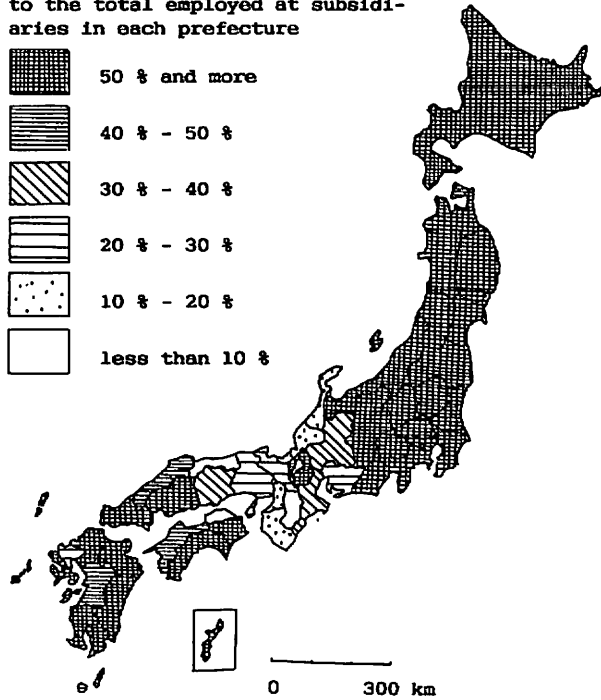 to the total employed at subsidi-
aries in each prefecture
50 % and more
40 % - 50 %
30 % - 40 %
20 % - 30 %
10 % - 20 %
less than 10 %
0 300 km